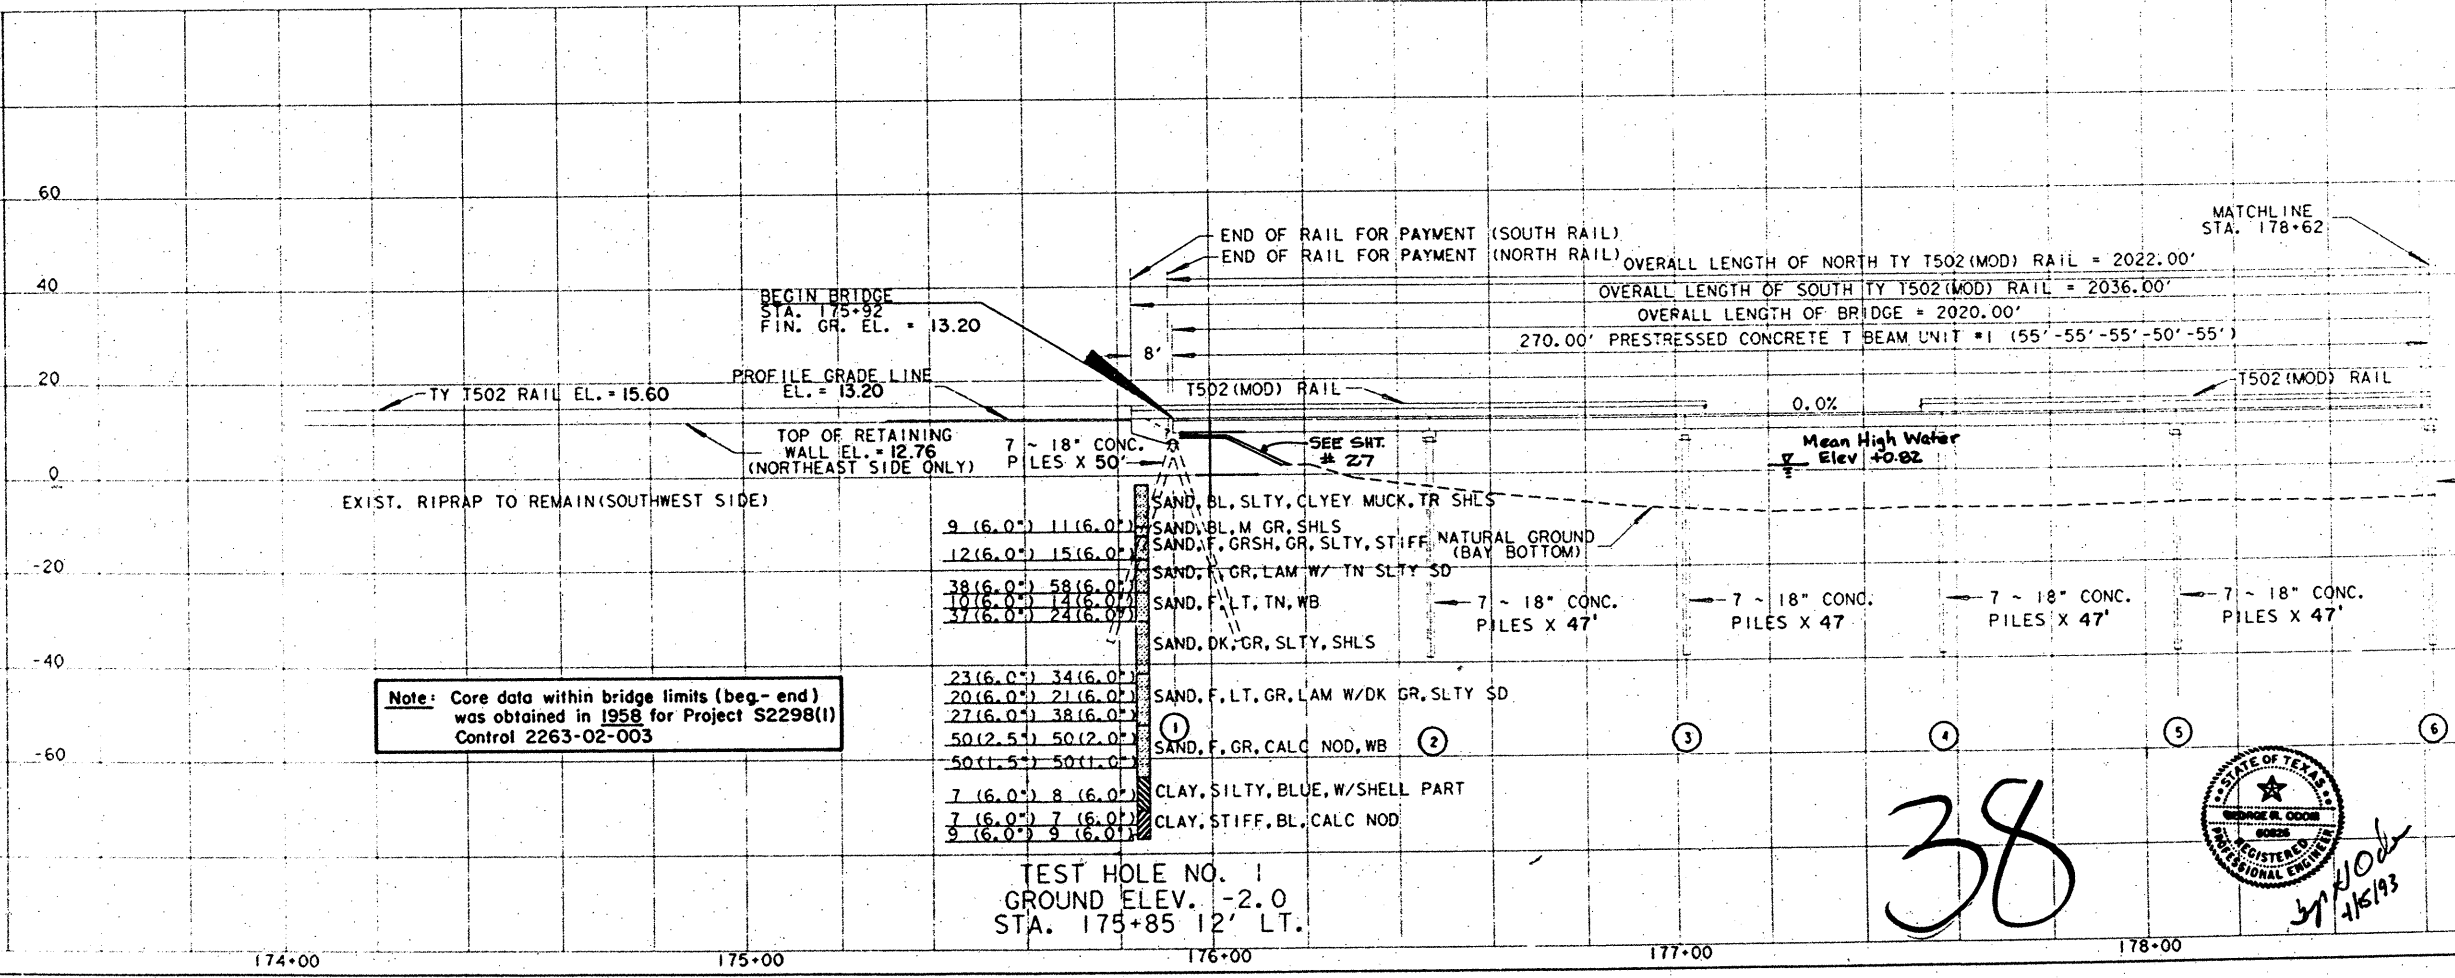 60
40
20
0
-20
-40
-60
MATCHLINE
STA. 178+62
END OF RAIL FOR PAYMENT (SOUTH RAIL)
END OF RAIL FOR PAYMENT (NORTH RAIL)
OVERALL LENGTH OF NORTH TY T502(MOD) RAIL = 2022.00'
OVERALL LENGTH OF SOUTH TY T502(MOD) RAIL = 2036.00'
OVERALL LENGTH OF BRIDGE = 2020.00'
270.00' PRESTRESSED CONCRETE T BEAM UNIT #1 (55'-55'-55'-50'-55')
BEGIN BRIDGE
STA. 175+92
FIN. GR. EL. = 13.20
8'
TY T502 RAIL EL. = 15.60
PROFILE GRADE LINE
EL. = 13.20
T502(MOD) RAIL
0.0%
T502(MOD) RAIL
TOP OF RETAINING
WALL EL. = 12.76
(NORTHEAST SIDE ONLY)
7 ~ 18" CONC.
PILES X 50'
SEE SHT.
# 27
Mean High Water
Elev +0.82
EXIST. RIPRAP TO REMAIN(SOUTHWEST SIDE)
SAND, BL, SLTY, CLYEY MUCK, TR SHLS
9 (6.0") 11(6.0") SAND, BL, M GR, SHLS
12(6.0") 15(6.0") SAND, F, GRSH, GR, SLTY, STIFF
NATURAL GROUND
(BAY BOTTOM)
SAND, F, GR, LAM W/ TN SLTY SD
38(6.0") 58(6.0")
10(6.0") 14(6.0") SAND, F, LT, TN, WB
37(6.0") 24(6.0")
SAND, DK, GR, SLTY, SHLS
7 ~ 18" CONC.
PILES X 47'
7 ~ 18" CONC.
PILES X 47
7 ~ 18" CONC.
PILES X 47'
7 ~ 18" CONC.
PILES X 47'
23(6.0") 34(6.0")
20(6.0") 21(6.0") SAND, F, LT, GR, LAM W/DK GR, SLTY SD
27(6.0") 38(6.0")
50(2.5") 50(2.0") SAND, F, GR, CALC NOD, WB
50(1.5") 50(1.0")
7 (6.0") 8 (6.0") CLAY, SILTY, BLUE, W/SHELL PART
7 (6.0") 7 (6.0") CLAY, STIFF, BL, CALC NOD
9 (6.0") 9 (6.0")
Note: Core data within bridge limits (beg.- end)
was obtained in 1958 for Project S2298(1)
Control 2263-02-003
1
2
3
4
5
6
TEST HOLE NO. 1
GROUND ELEV. -2.0
STA. 175+85 12' LT.
38
STATE OF TEXAS
GEORGE R. ODOM
60626
REGISTERED
PROFESSIONAL ENGINEER
174+00
175+00
176+00
177+00
178+00